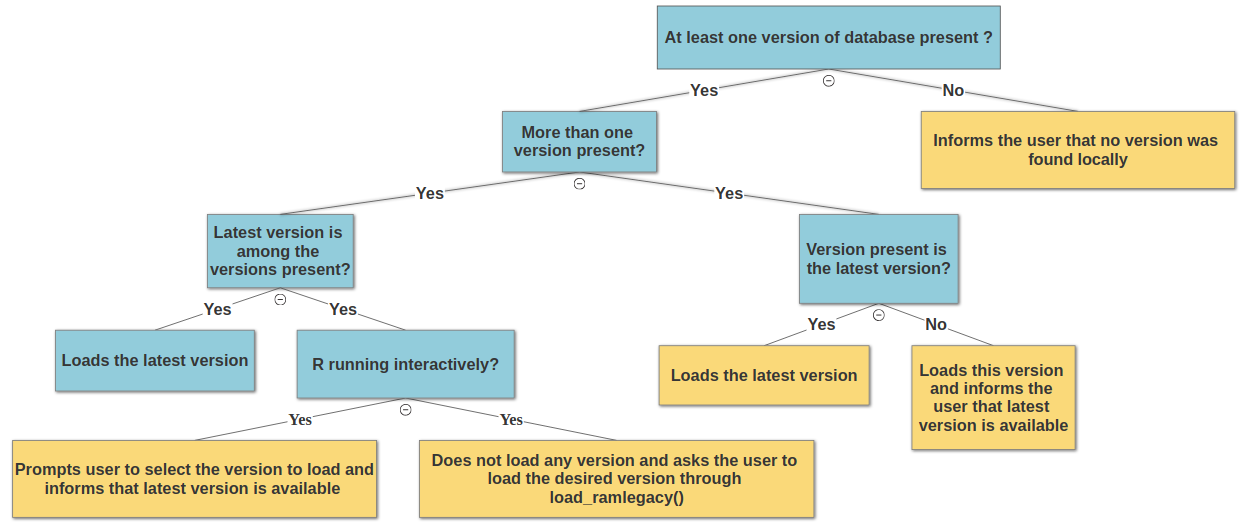 At least one version of database present ?
Yes
No
More than one
version present?
Informs the user that no version was
found locally
Yes
Yes
Latest version is
among the
versions present?
Version present is
the latest version?
Yes
Yes
Yes
No
Loads the latest version
R running interactively?
Loads the latest version
Loads this version
and informs the
user that latest
version is available
Yes
Yes
Prompts user to select the version to load and
informs that latest version is available
Does not load any version and asks the user to
load the desired version through
load_ramlegacy()